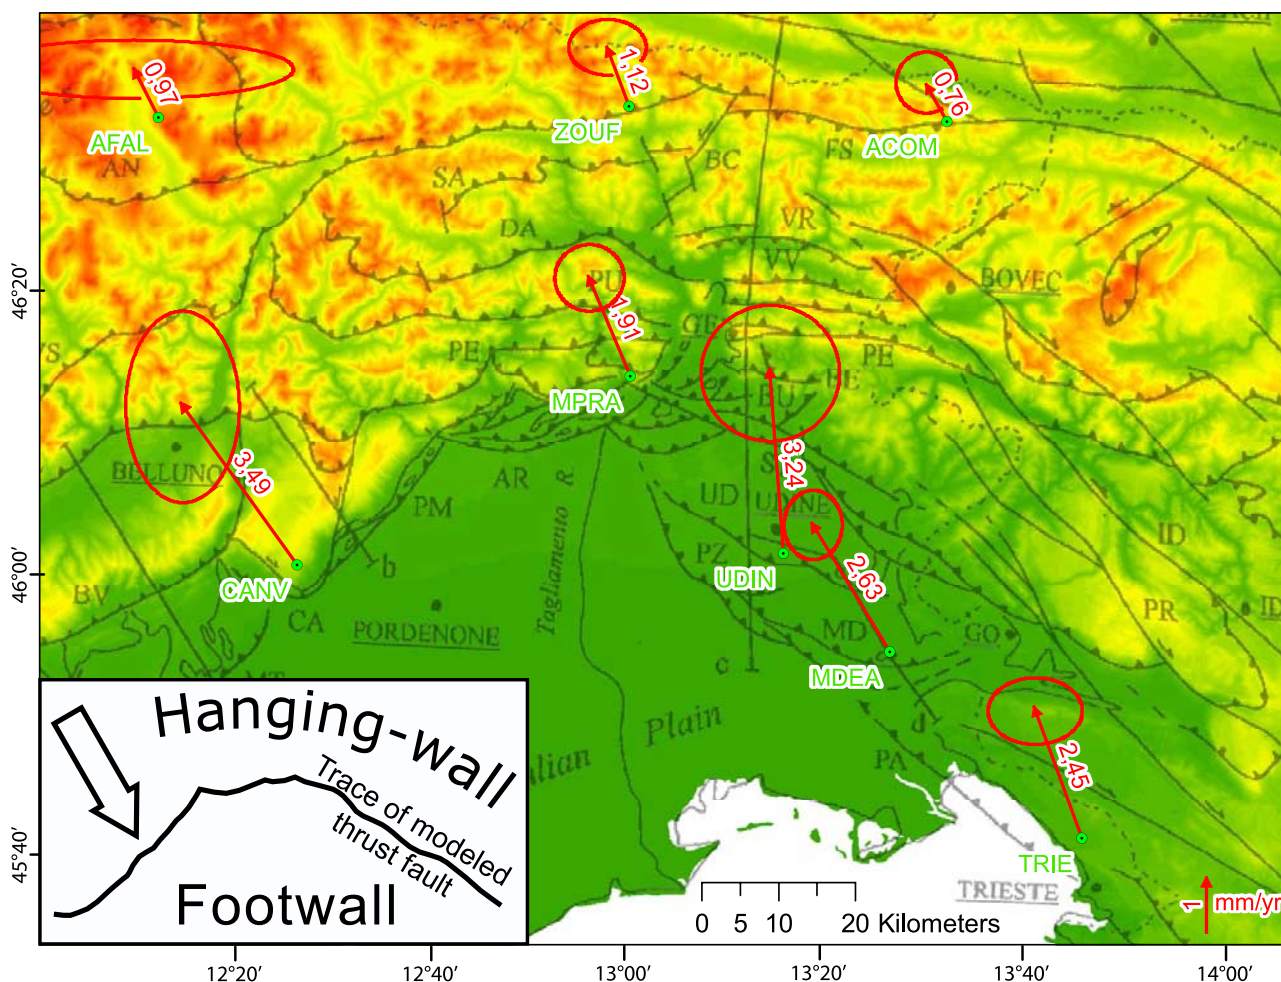 0,97
AFAL
AN
1,12
ZOUF
BC
SA
FS
0,76
ACOM
DA
VR
VV
BOVEC
PU
1,91
MPRA
PE
GE
PE
BU
3,24
UDIN
UD
UDINE
PZ
2,63
MDEA
MD
GO
ID
PR
BELLUNO
3,49
CANV
BV
CA
b
PM
AR
Tagliamento R
PORDENONE
c
d
Plain
PA
2,45
TRIE
TRIESTE
46°20′
46°00′
45°40′
Hanging-wall
Trace of modeled
thrust fault
Footwall
0 5 10 20 Kilometers
1 mm/yr
12°20′ 12°40′ 13°00′ 13°20′ 13°40′ 14°00′